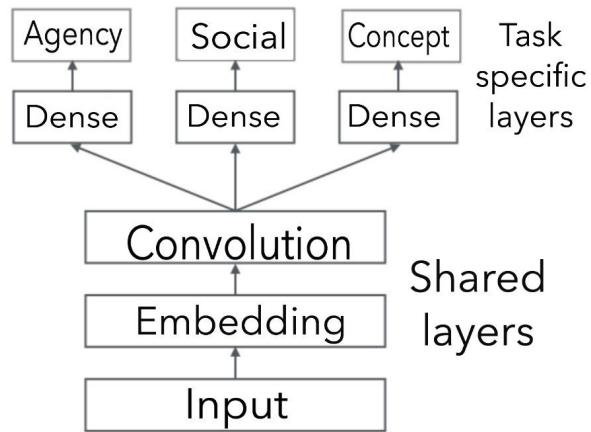 Agency Social Concept Task
specific
layers
Dense Dense Dense
Convolution
Shared
layers
Embedding
Input